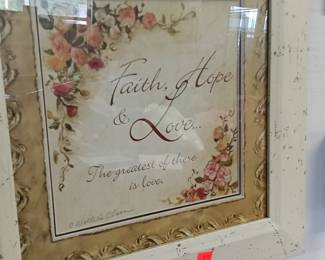 Faith, Hope
& Love...
The greatest of these
is love.